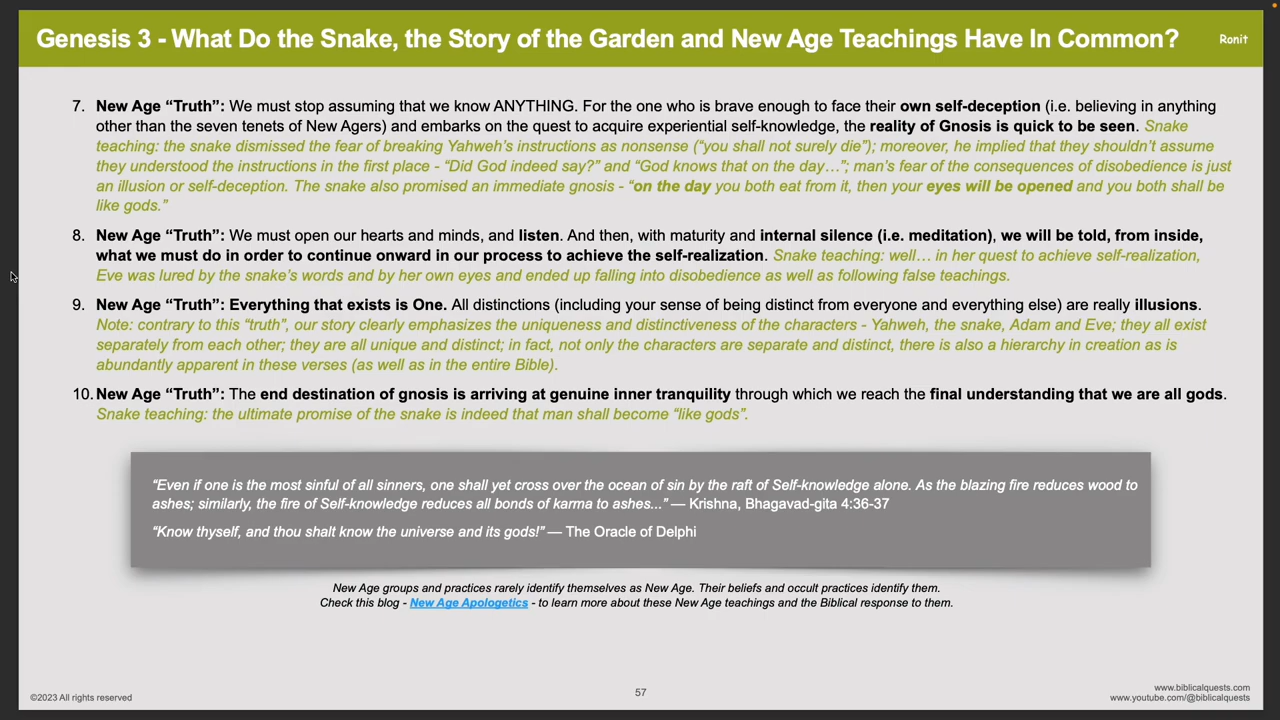 Genesis 3 - What Do the Snake, the Story of the Garden and New Age Teachings Have In Common?
Ronit
7. New Age “Truth”: We must stop assuming that we know ANYTHING. For the one who is brave enough to face their own self-deception (i.e. believing in anything
other than the seven tenets of New Agers) and embarks on the quest to acquire experiential self-knowledge, the reality of Gnosis is quick to be seen. Snake
teaching: the snake dismissed the fear of breaking Yahweh’s instructions as nonsense (“you shall not surely die”); moreover, he implied that they shouldn’t assume
they understood the instructions in the first place - “Did God indeed say?” and “God knows that on the day…”; man’s fear of the consequences of disobedience is just
an illusion or self-deception. The snake also promised an immediate gnosis - “on the day you both eat from it, then your eyes will be opened and you both shall be
like gods.”
8. New Age “Truth”: We must open our hearts and minds, and listen. And then, with maturity and internal silence (i.e. meditation), we will be told, from inside,
what we must do in order to continue onward in our process to achieve the self-realization. Snake teaching: well… in her quest to achieve self-realization,
Eve was lured by the snake’s words and by her own eyes and ended up falling into disobedience as well as following false teachings.
9. New Age “Truth”: Everything that exists is One. All distinctions (including your sense of being distinct from everyone and everything else) are really illusions.
Note: contrary to this “truth”, our story clearly emphasizes the uniqueness and distinctiveness of the characters - Yahweh, the snake, Adam and Eve; they all exist
separately from each other; they are all unique and distinct; in fact, not only the characters are separate and distinct, there is also a hierarchy in creation as is
abundantly apparent in these verses (as well as in the entire Bible).
10. New Age “Truth”: The end destination of gnosis is arriving at genuine inner tranquility through which we reach the final understanding that we are all gods.
Snake teaching: the ultimate promise of the snake is indeed that man shall become “like gods”.
“Even if one is the most sinful of all sinners, one shall yet cross over the ocean of sin by the raft of Self-knowledge alone. As the blazing fire reduces wood to
ashes; similarly, the fire of Self-knowledge reduces all bonds of karma to ashes...” — Krishna, Bhagavad-gita 4:36-37
“Know thyself, and thou shalt know the universe and its gods!” — The Oracle of Delphi
New Age groups and practices rarely identify themselves as New Age. Their beliefs and occult practices identify them.
Check this blog - New Age Apologetics - to learn more about these New Age teachings and the Biblical response to them.
©2023 All rights reserved
57
www.biblicalquests.com
www.youtube.com/@biblicalquests